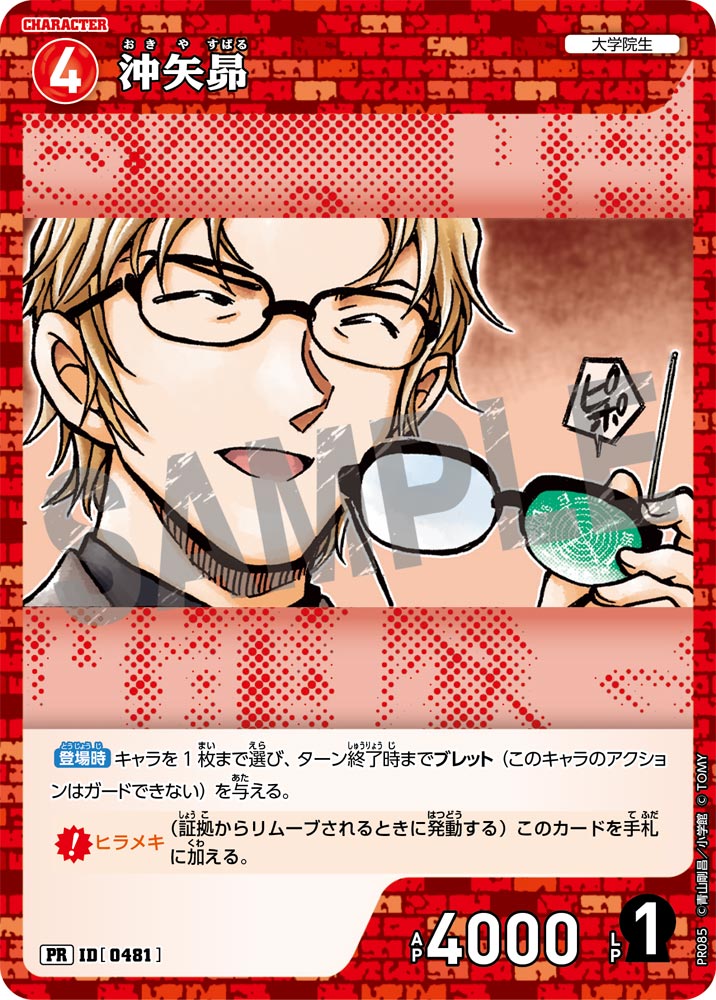 CHARACTER
4
おきやすばる
沖矢昴
大学院生
ピポ
SAMPLE
登場時 キャラを1枚まで選び、ターン終了時までブレット（このキャラのアクショ
ンはガードできない）を与える。
ヒラメキ（証拠からリムーブされるときに発動する）このカードを手札
に加える。
PR ID[0481]
AP 4000
LP 1
PR085 ©青山剛昌／小学館 © TOMY